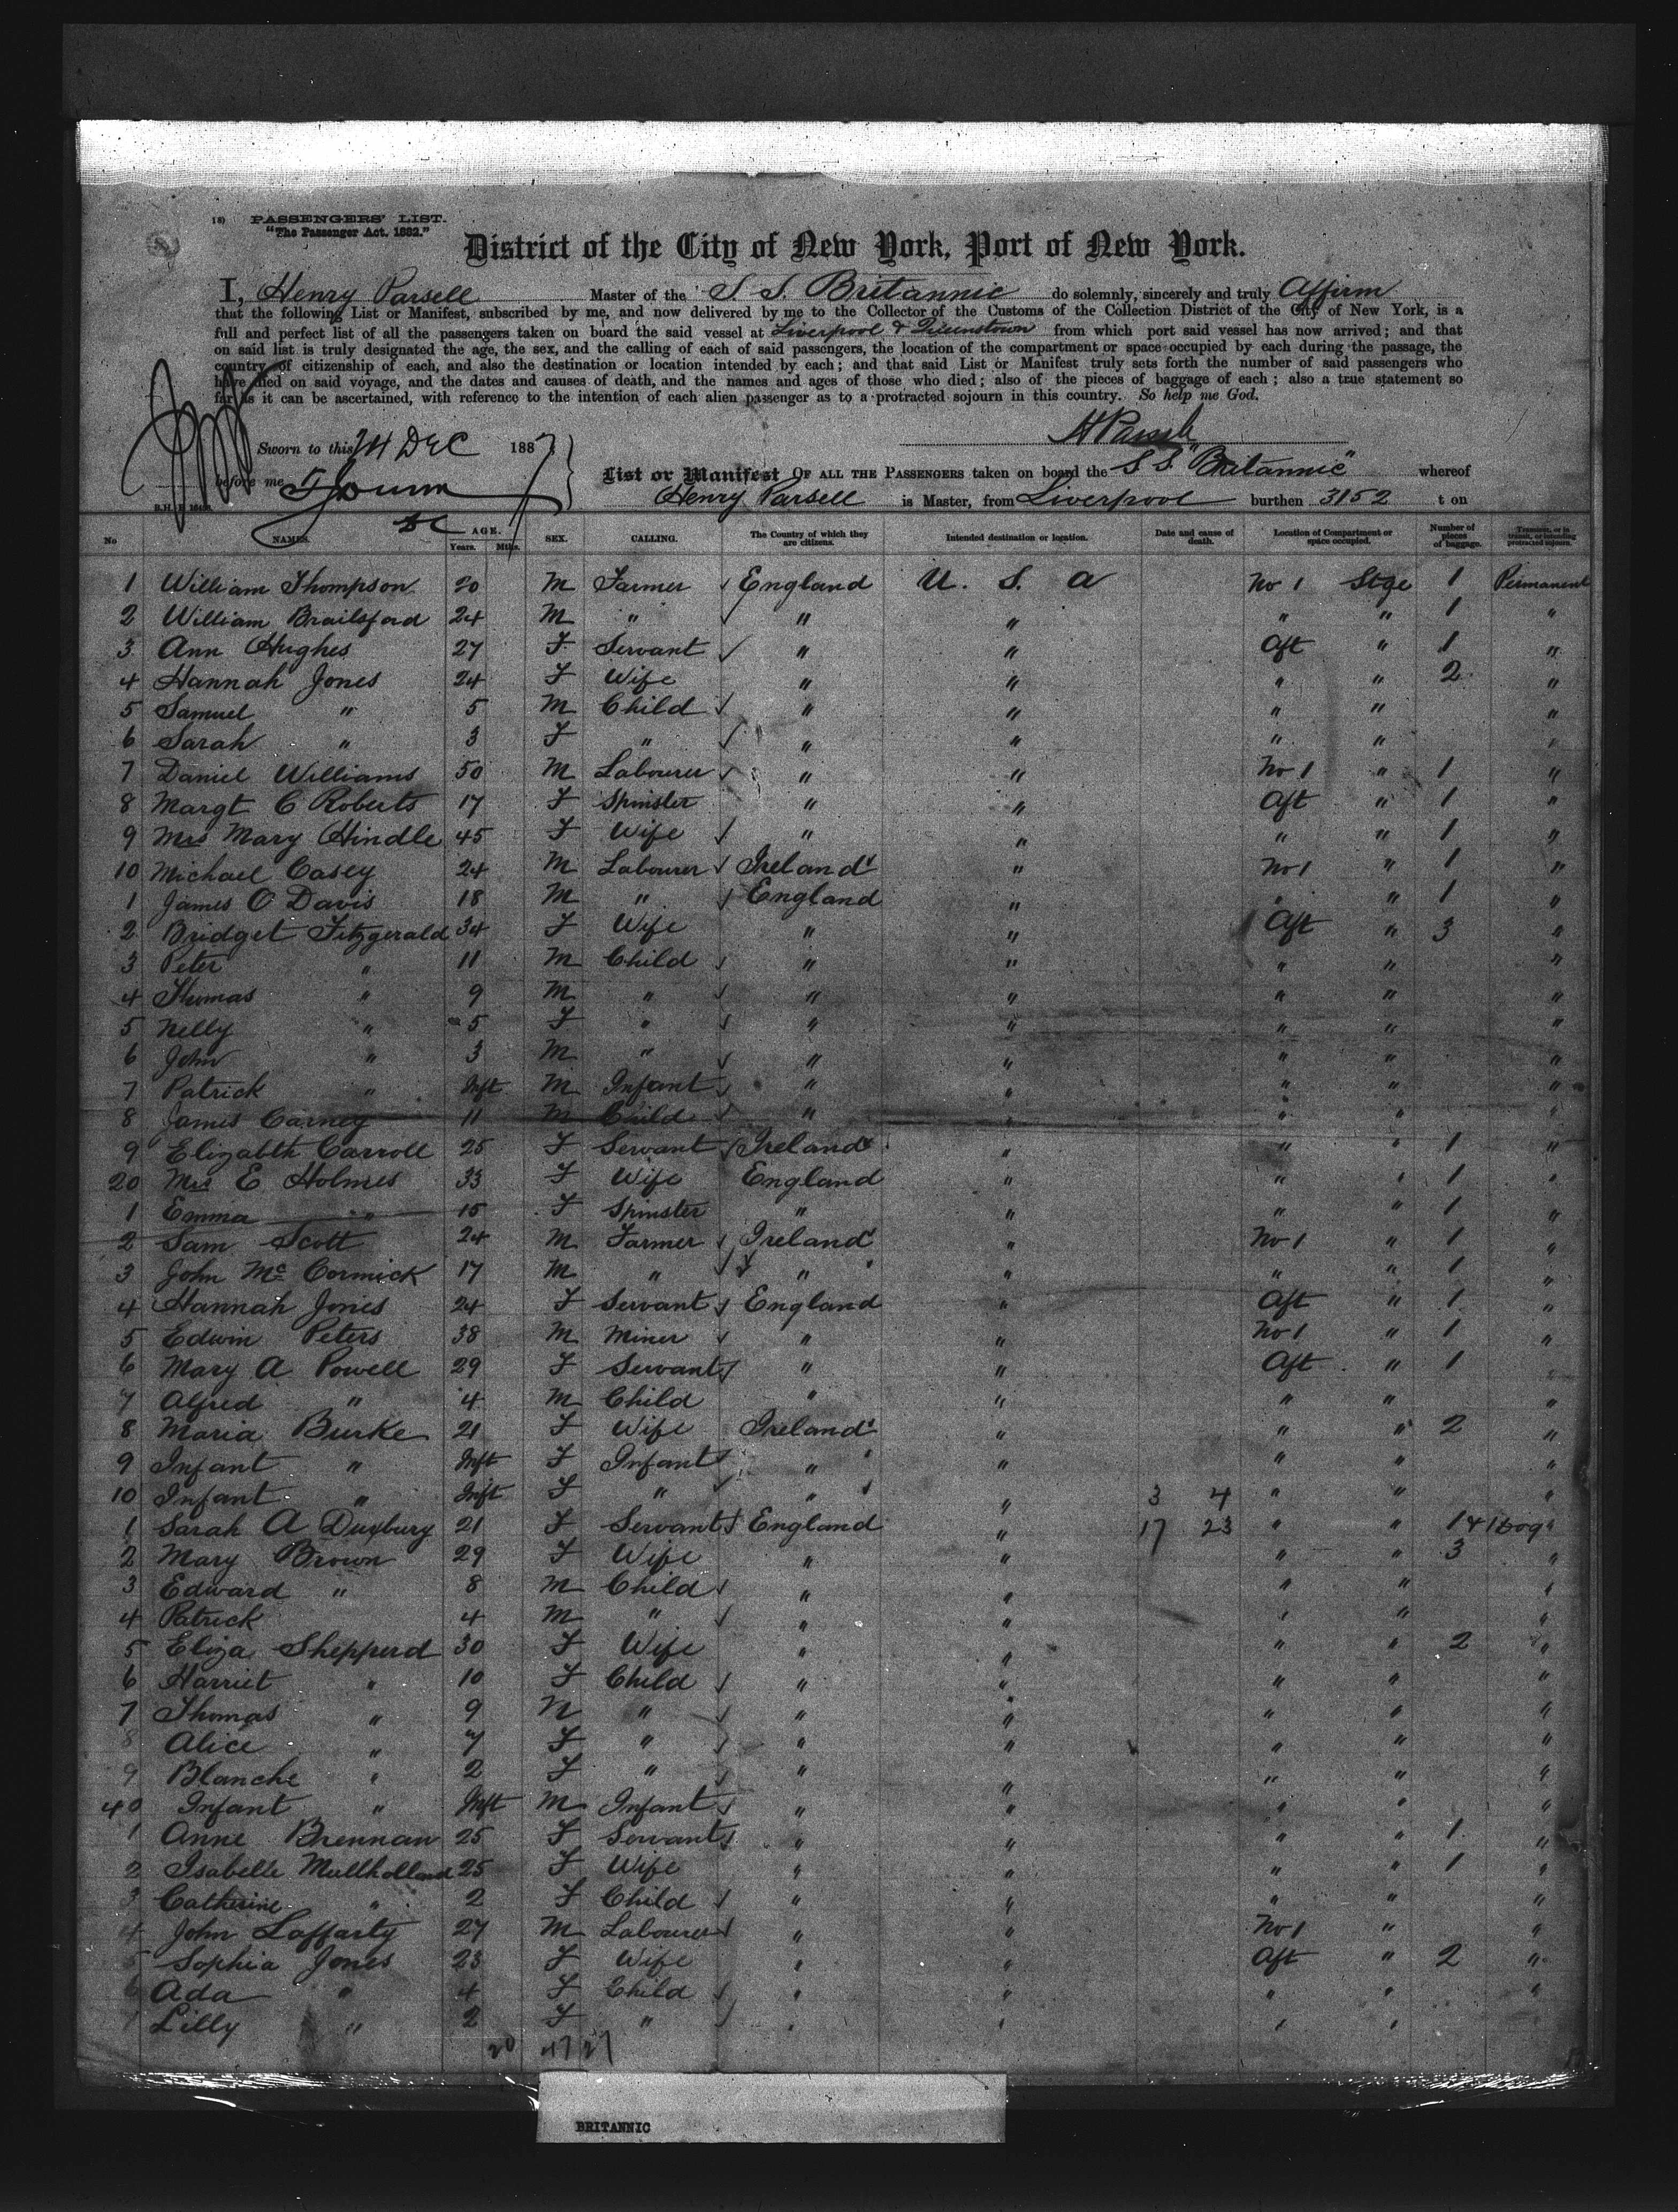 18) PASSENGERS' LIST.
"The Passenger Act. 1882."
District of the City of New York, Port of New York.
I, Henry Parsell Master of the S. S. Britannic do solemnly, sincerely and truly Affirm
that the following List or Manifest, subscribed by me, and now delivered by me to the Collector of the Customs of the Collection District of the City of New York, is a
full and perfect list of all the passengers taken on board the said vessel at Liverpool & Queenstown from which port said vessel has now arrived; and that
on said list is truly designated the age, the sex, and the calling of each of said passengers, the location of the compartment or space occupied by each during the passage, the
country of citizenship of each, and also the destination or location intended by each; and that said List or Manifest truly sets forth the number of said passengers who
have died on said voyage, and the dates and causes of death, and the names and ages of those who died; also of the pieces of baggage of each; also a true statement so
far as it can be ascertained, with reference to the intention of each alien passenger as to a protracted sojourn in this country. So help me God.
H Parsell
Sworn to this 24 DEC 1887
before me
List or Manifest OF ALL THE PASSENGERS taken on board the S. S. "Britannic" whereof
Henry Parsell is Master, from Liverpool burthen 3152 t on
No NAMES. AGE. Years. Mths. SEX. CALLING. The Country of which they are citizens. Intended destination or location. Date and cause of death. Location of Compartment or space occupied. Number of pieces of baggage. Transient, or in transit, or intending protracted sojourn.
1 William Thompson 20 M Farmer England U. S. A No 1 Stge 1 Permanent
2 William Brailsford 24 M " " " " " 1 "
3 Ann Hughes 27 F Servant " " Aft " 1 "
4 Hannah Jones 24 F Wife " " " " 2 "
5 Samuel " 5 M Child " " " " "
6 Sarah " 3 F " " " " " "
7 Daniel Williams 50 M Labourer " " No 1 " 1 "
8 Margt C Roberts 17 F Spinster " " Aft " 1 "
9 Mrs Mary Hindle 45 F Wife " " " " 1 "
10 Michael Casey 24 M Labourer Ireland " No 1 " 1 "
1 James O Davis 18 M " England " " " 1 "
2 Bridget Fitzgerald 34 F Wife " " Aft " 3 "
3 Peter " 11 M Child " " " " "
4 Thomas " 9 M " " " " " "
5 Nelly " 5 F " " " " " "
6 John " 3 M " " " " " "
7 Patrick " Inft M Infant " " " " "
8 James Carney 11 M Child " " " " "
9 Elizabth Carroll 25 F Servant Ireland " " " 1 "
20 Mrs E Holmes 33 F Wife England " " " 1 "
1 Emma " 15 F Spinster " " " " 1 "
2 Sam Scott 24 M Farmer Ireland " No 1 " 1 "
3 John Mc Cormick 17 M " " " " " 1 "
4 Hannah Jones 24 F Servant England " Aft " 1 "
5 Edwin Peters 38 M Miner " " No 1 " 1 "
6 Mary A Powell 29 F Servant " " Aft " 1 "
7 Alfred " 4 M Child " " " " "
8 Maria Burke 21 F Wife Ireland " " " 2 "
9 Infant " Inft F Infant " " " " "
10 Infant " Inft F " " " 3 4 " " "
1 Sarah A Duxbury 21 F Servant England " 17 23 " " 1 & 1 dog "
2 Mary Brown 29 F Wife " " " " 3 "
3 Edward " 8 M Child " " " " "
4 Patrick 4 M " " " " " "
5 Eliza Shepperd 30 F Wife " " " " 2 "
6 Harriet " 10 F Child " " " " "
7 Thomas " 9 M " " " " " "
8 Alice " 7 F " " " " " "
9 Blanche " 2 F " " " " " "
40 Infant " Inft M Infant " " " " "
1 Anne Brennan 25 F Servant " " " " 1 "
2 Isabella Mullholland 25 F Wife " " " " 1 "
3 Catherine " 2 F Child " " " " "
4 John Laffarty 27 M Labourer " " No 1 " "
5 Sophia Jones 23 F Wife " " Aft " 2 "
6 Ada " 4 F Child " " " " "
Lilly " 2 F " " " " "
20 47 27
BRITANNIC